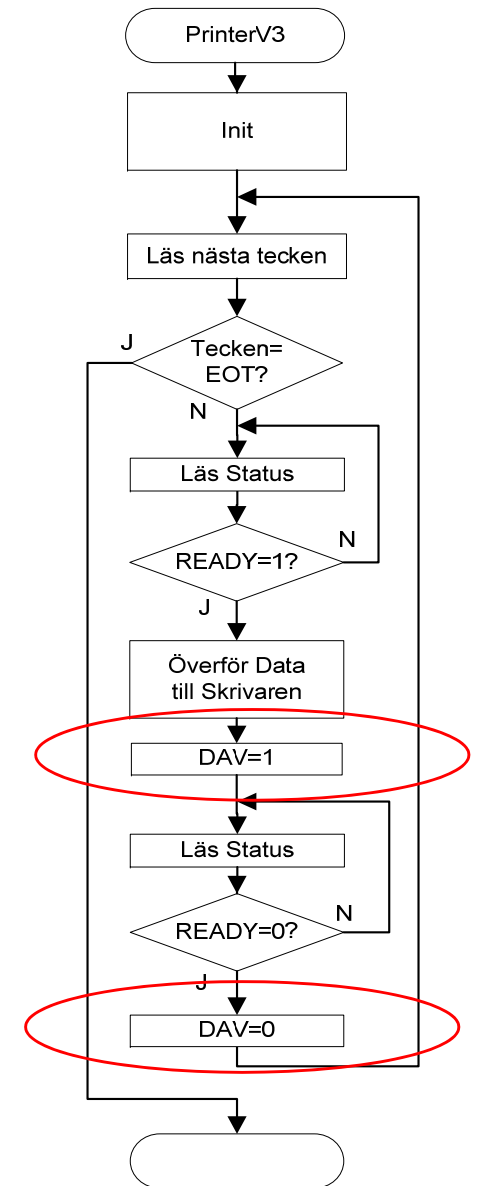 PrinterV3
Init
Läs nästa tecken
J
Tecken=
EOT?
N
Läs Status
N
READY=1?
J
Överför Data
till Skrivaren
DAV=1
Läs Status
N
READY=0?
J
DAV=0